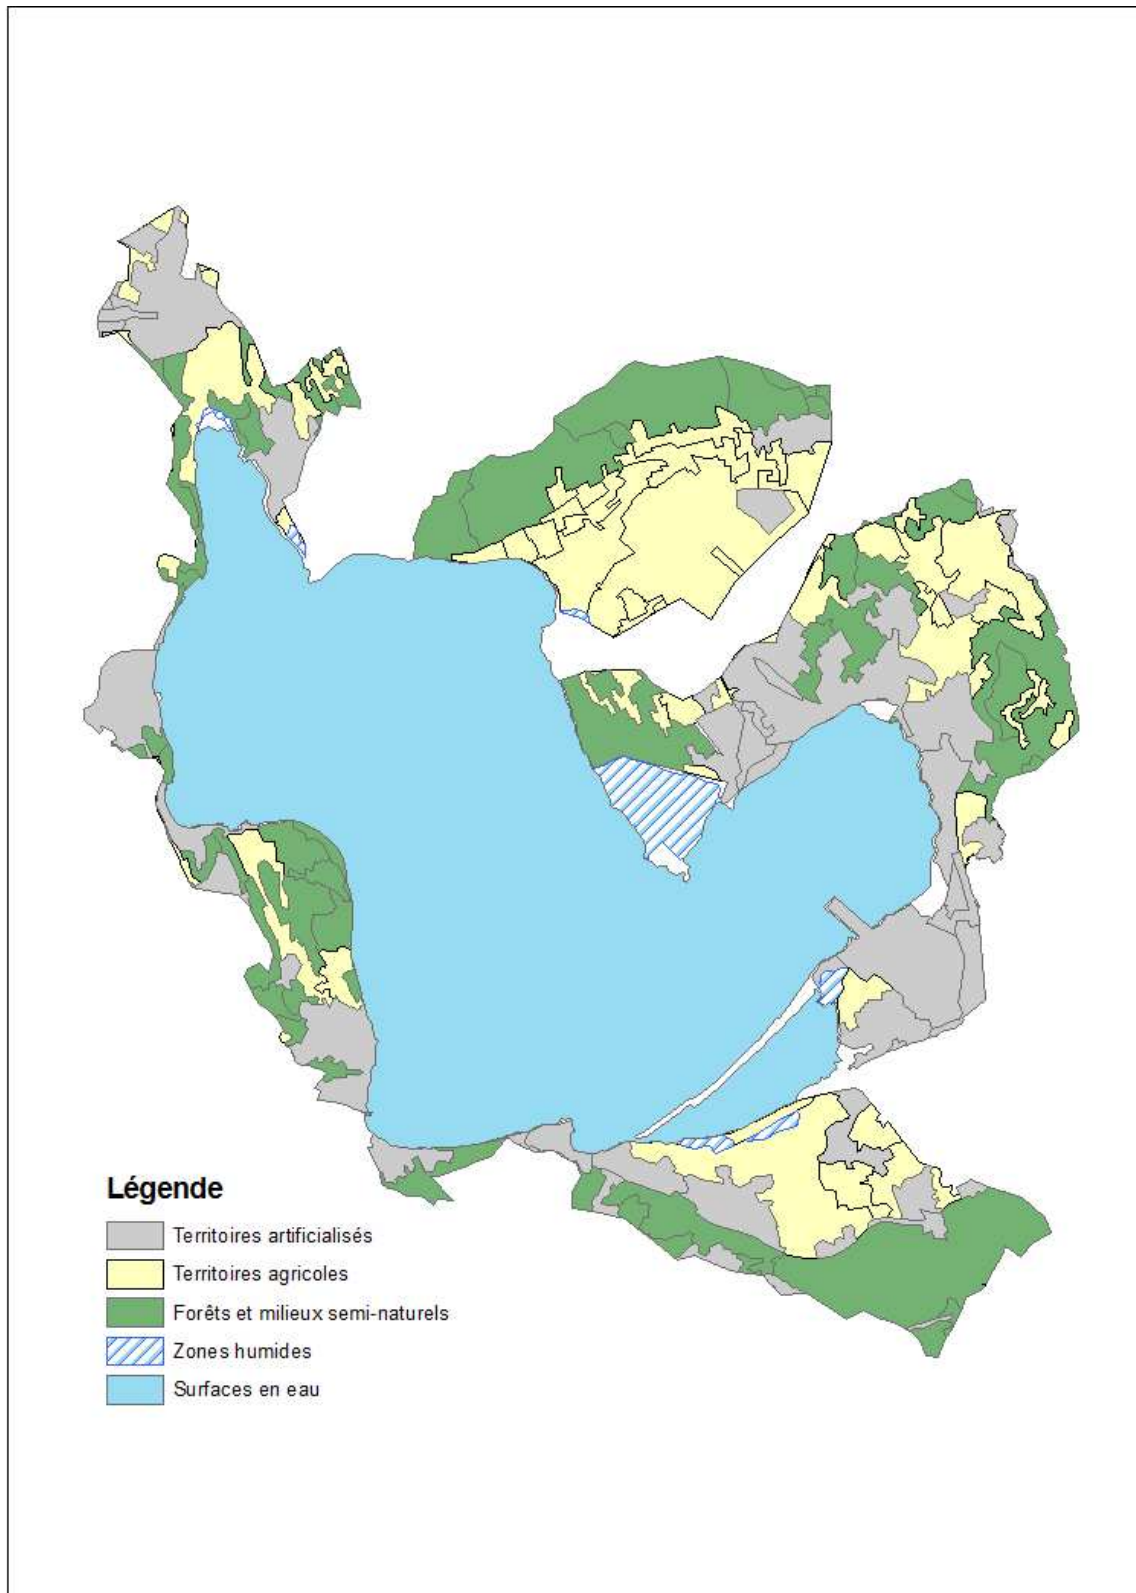 Légende
Territoires artificialisés
Territoires agricoles
Forêts et milieux semi-naturels
Zones humides
Surfaces en eau